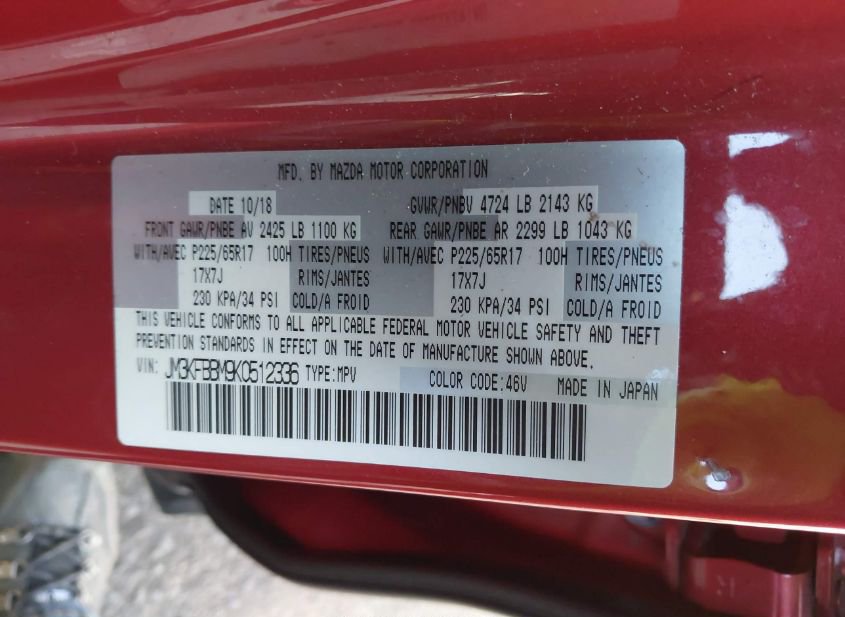 MFD. BY MAZDA MOTOR CORPORATION
DATE 10/18 GVWR/PNBV 4724 LB 2143 KG
FRONT GAWR/PNBE AV 2425 LB 1100 KG REAR GAWR/PNBE AR 2299 LB 1043 KG
WITH/AVEC P225/65R17 100H TIRES/PNEUS WITH/AVEC P225/65R17 100H TIRES/PNEUS
17X7J RIMS/JANTES 17X7J RIMS/JANTES
230 KPA/34 PSI COLD/A FROID 230 KPA/34 PSI COLD/A FROID
THIS VEHICLE CONFORMS TO ALL APPLICABLE FEDERAL MOTOR VEHICLE SAFETY AND THEFT
PREVENTION STANDARDS IN EFFECT ON THE DATE OF MANUFACTURE SHOWN ABOVE.
VIN: JM3KFBBM9K0512336 TYPE:MPV COLOR CODE:46V MADE IN JAPAN